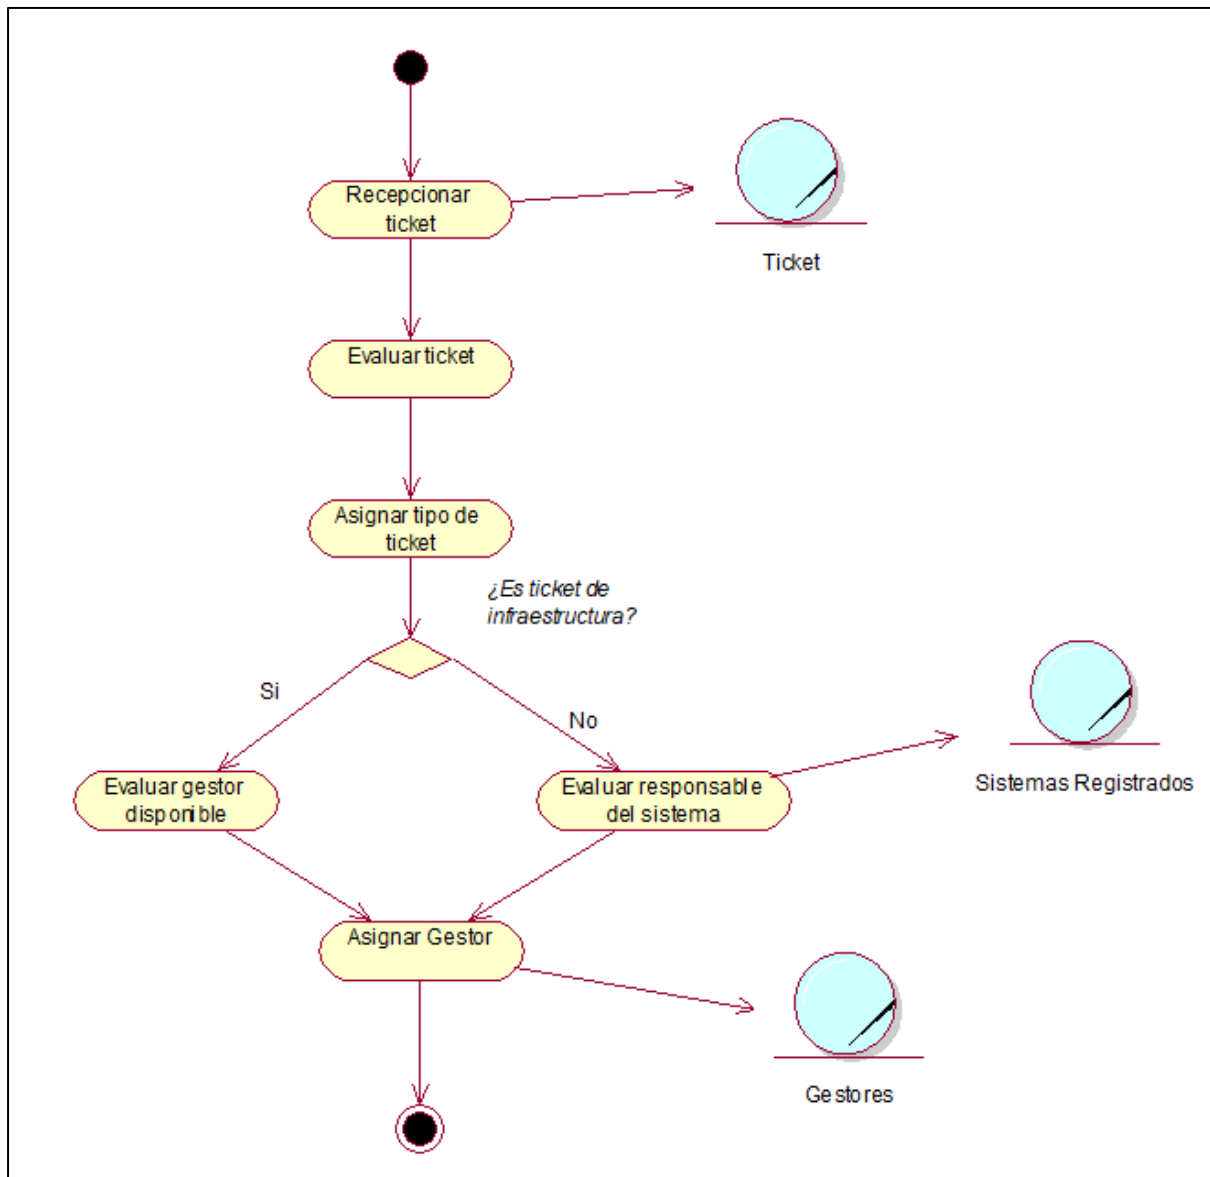 Recepcionar
ticket
Ticket
Evaluar ticket
Asignar tipo de
ticket
¿Es ticket de
infraestructura?
Si
No
Evaluar gestor
disponible
Evaluar responsable
del sistema
Sistemas Registrados
Asignar Gestor
Gestores